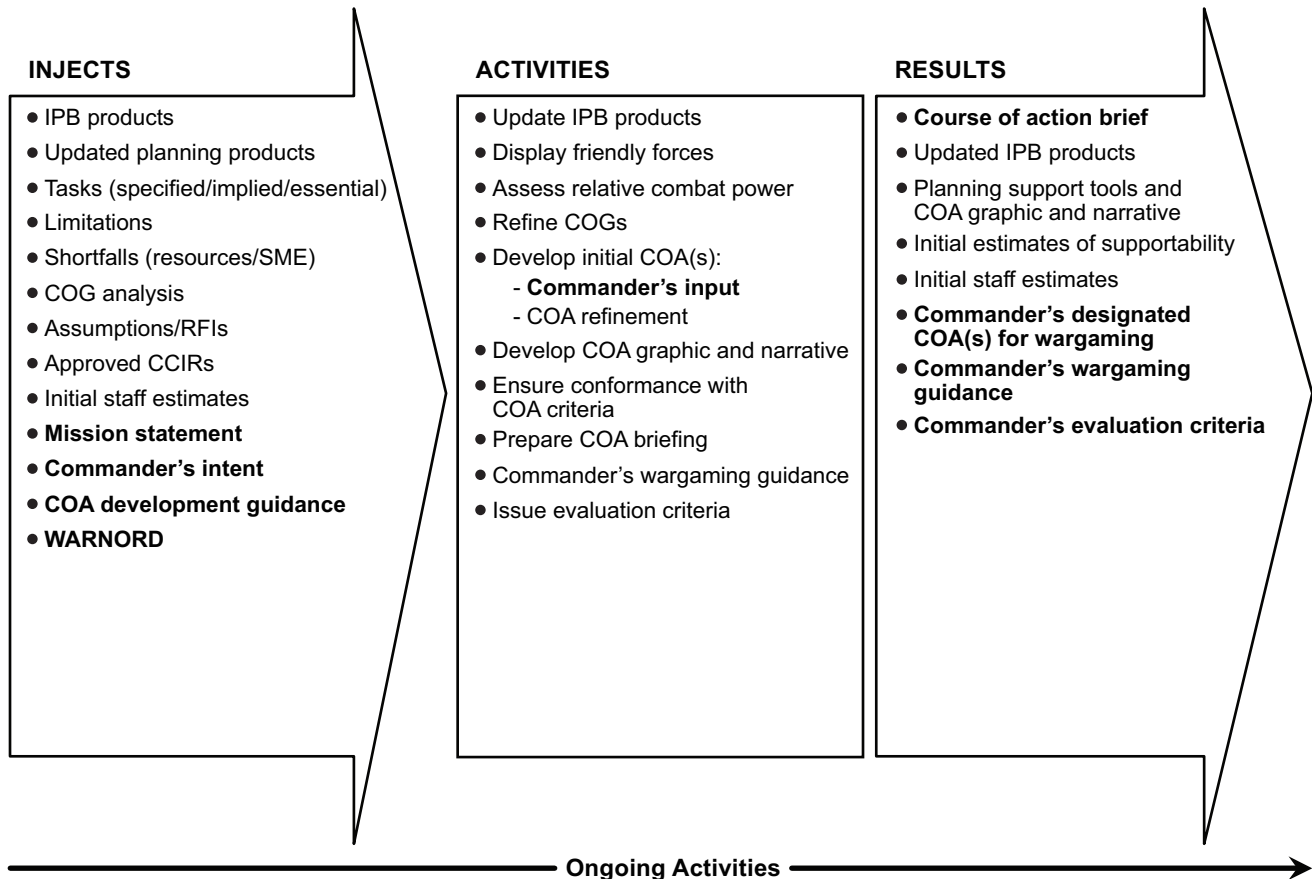 INJECTS
• IPB products
• Updated planning products
• Tasks (specified/implied/essential)
• Limitations
• Shortfalls (resources/SME)
• COG analysis
• Assumptions/RFIs
• Approved CCIRs
• Initial staff estimates
• Mission statement
• Commander's intent
• COA development guidance
• WARNORD
ACTIVITIES
• Update IPB products
• Display friendly forces
• Assess relative combat power
• Refine COGs
• Develop initial COA(s):
- Commander's input
- COA refinement
• Develop COA graphic and narrative
• Ensure conformance with
COA criteria
• Prepare COA briefing
• Commander's wargaming guidance
• Issue evaluation criteria
RESULTS
• Course of action brief
• Updated IPB products
• Planning support tools and
COA graphic and narrative
• Initial estimates of supportability
• Initial staff estimates
• Commander's designated
COA(s) for wargaming
• Commander's wargaming
guidance
• Commander's evaluation criteria
Ongoing Activities